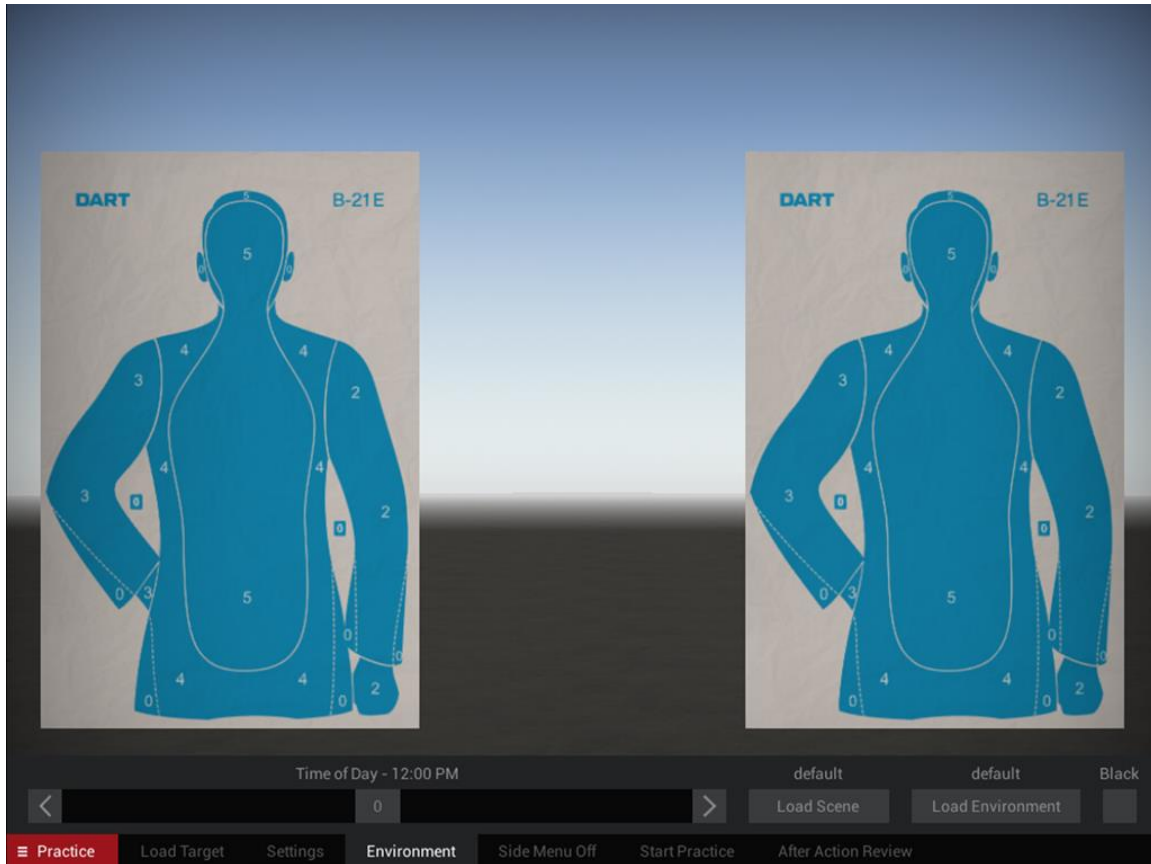 DART B-21E
5
5
0 0
4 4
3 2
4 4
3 0 2
0
0 3 5
0
0
4 4 2
0 0
DART B-21E
5
5
0 0
4 4
3 2
4 4
3 0 2
0
0 3 5
0
0
4 4 2
0 0
Time of Day - 12:00 PM
0
default
Load Scene
default
Load Environment
Black
≡ Practice Load Target Settings Environment Side Menu Off Start Practice After Action Review